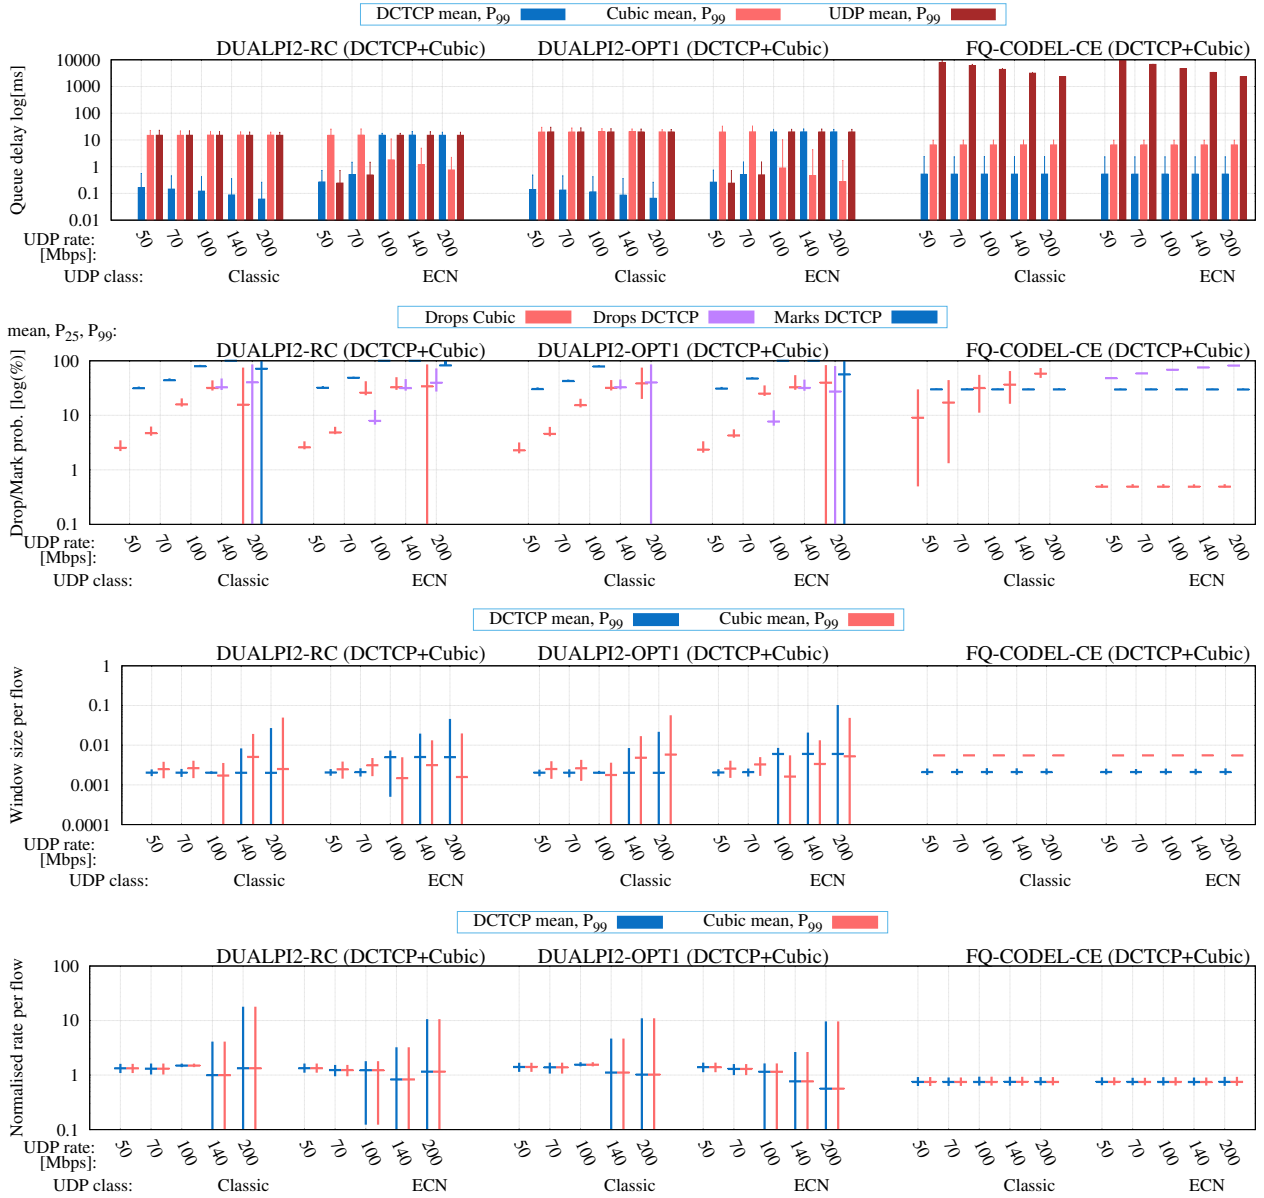 DCTCP mean, P99 Cubic mean, P99 UDP mean, P99
DUALPI2-RC (DCTCP+Cubic) DUALPI2-OPT1 (DCTCP+Cubic) FQ-CODEL-CE (DCTCP+Cubic)
Queue delay log[ms]
10000
1000
100
10
1
0.1
0.01
UDP rate:
[Mbps]:
50 70 100 140 200 50 70 100 140 200 50 70 100 140 200 50 70 100 140 200 50 70 100 140 200 50 70 100 140 200
UDP class: Classic ECN Classic ECN Classic ECN
mean, P25, P99:
Drops Cubic Drops DCTCP Marks DCTCP
DUALPI2-RC (DCTCP+Cubic) DUALPI2-OPT1 (DCTCP+Cubic) FQ-CODEL-CE (DCTCP+Cubic)
Drop/Mark prob. [log(%)]
100
10
1
0.1
UDP rate:
[Mbps]:
50 70 100 140 200 50 70 100 140 200 50 70 100 140 200 50 70 100 140 200 50 70 100 140 200 50 70 100 140 200
UDP class: Classic ECN Classic ECN Classic ECN
DCTCP mean, P99 Cubic mean, P99
DUALPI2-RC (DCTCP+Cubic) DUALPI2-OPT1 (DCTCP+Cubic) FQ-CODEL-CE (DCTCP+Cubic)
Window size per flow
1
0.1
0.01
0.001
0.0001
UDP rate:
[Mbps]:
50 70 100 140 200 50 70 100 140 200 50 70 100 140 200 50 70 100 140 200 50 70 100 140 200 50 70 100 140 200
UDP class: Classic ECN Classic ECN Classic ECN
DCTCP mean, P99 Cubic mean, P99
DUALPI2-RC (DCTCP+Cubic) DUALPI2-OPT1 (DCTCP+Cubic) FQ-CODEL-CE (DCTCP+Cubic)
Normalised rate per flow
100
10
1
0.1
UDP rate:
[Mbps]:
50 70 100 140 200 50 70 100 140 200 50 70 100 140 200 50 70 100 140 200 50 70 100 140 200 50 70 100 140 200
UDP class: Classic ECN Classic ECN Classic ECN